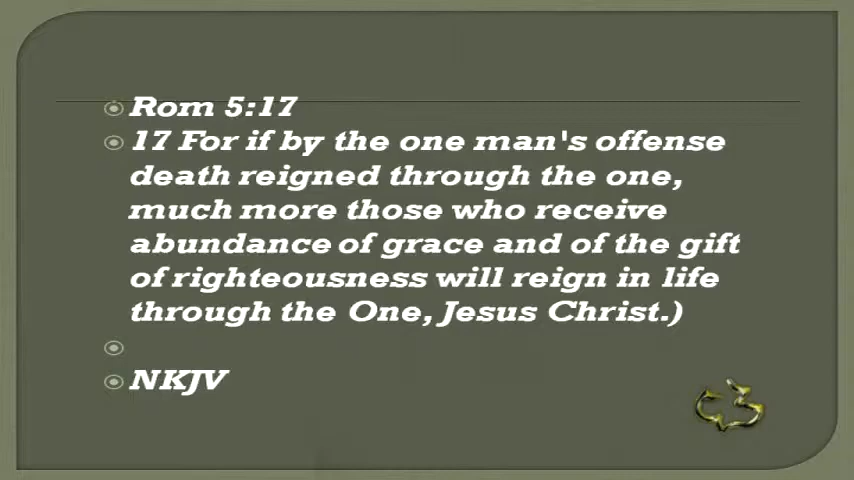 Rom 5:17
17 For if by the one man's offense
death reigned through the one,
much more those who receive
abundance of grace and of the gift
of righteousness will reign in life
through the One, Jesus Christ.)
NKJV
C3